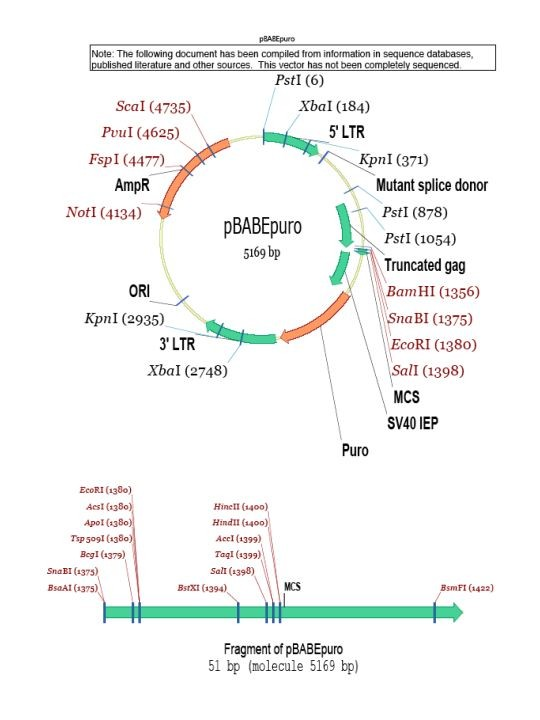 pBABEpuro
Note: The following document has been compiled from information in sequence databases,
published literature and other sources. This vector has not been completely sequenced.
PstI (6)
XbaI (184)
5' LTR
KpnI (371)
Mutant splice donor
PstI (878)
PstI (1054)
Truncated gag
BamHI (1356)
SnaBI (1375)
EcoRI (1380)
SalI (1398)
MCS
SV40 IEP
Puro
ScaI (4735)
PvuI (4625)
FspI (4477)
AmpR
NotI (4134)
pBABEpuro
5169 bp
ORI
KpnI (2935)
3' LTR
XbaI (2748)
EcoRI (1380)
AcsI (1380)
ApoI (1380)
Tsp509I (1380)
BcgI (1379)
SnaBI (1375)
BsaAI (1375)
HincII (1400)
HindII (1400)
AccI (1399)
TaqI (1399)
SalI (1398)
BstXI (1394)
MCS
BsmFI (1422)
Fragment of pBABEpuro
51 bp (molecule 5169 bp)